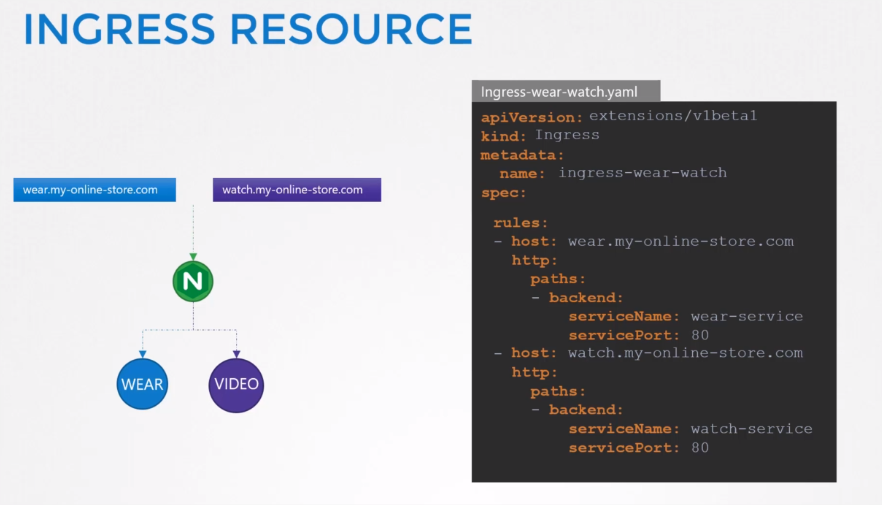 INGRESS RESOURCE
wear.my-online-store.com
watch.my-online-store.com
N
WEAR
VIDEO
Ingress-wear-watch.yaml
apiVersion: extensions/v1beta1
kind: Ingress
metadata:
  name: ingress-wear-watch
spec:
  rules:
  - host: wear.my-online-store.com
    http:
      paths:
      - backend:
          serviceName: wear-service
          servicePort: 80
  - host: watch.my-online-store.com
    http:
      paths:
      - backend:
          serviceName: watch-service
          servicePort: 80